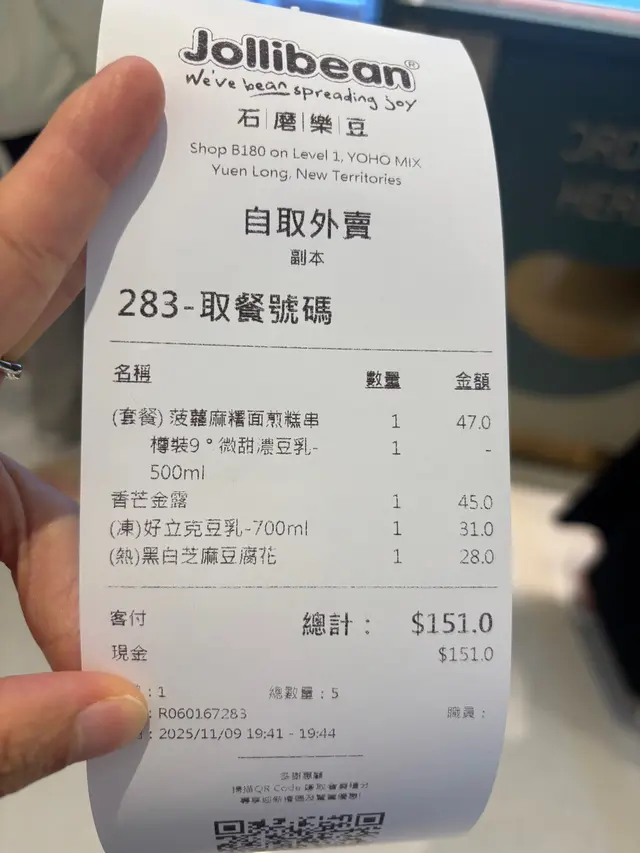 Jollibean®
We've bean spreading joy
石|磨|樂|豆
Shop B180 on Level 1, YOHO MIX
Yuen Long, New Territories
自取外賣
副本
283-取餐號碼
名稱 數量 金額
(套餐) 菠蘿麻糬面煎糕串 1 47.0
樽裝9°微甜濃豆乳- 1 -
500ml
香芒金露 1 45.0
(凍)好立克豆乳-700ml 1 31.0
(熱)黑白芝麻豆腐花 1 28.0
客付 總計： $151.0
現金 $151.0
: 1 總數量：5
: R060167283 職員：
: 2025/11/09 19:41 - 19:44